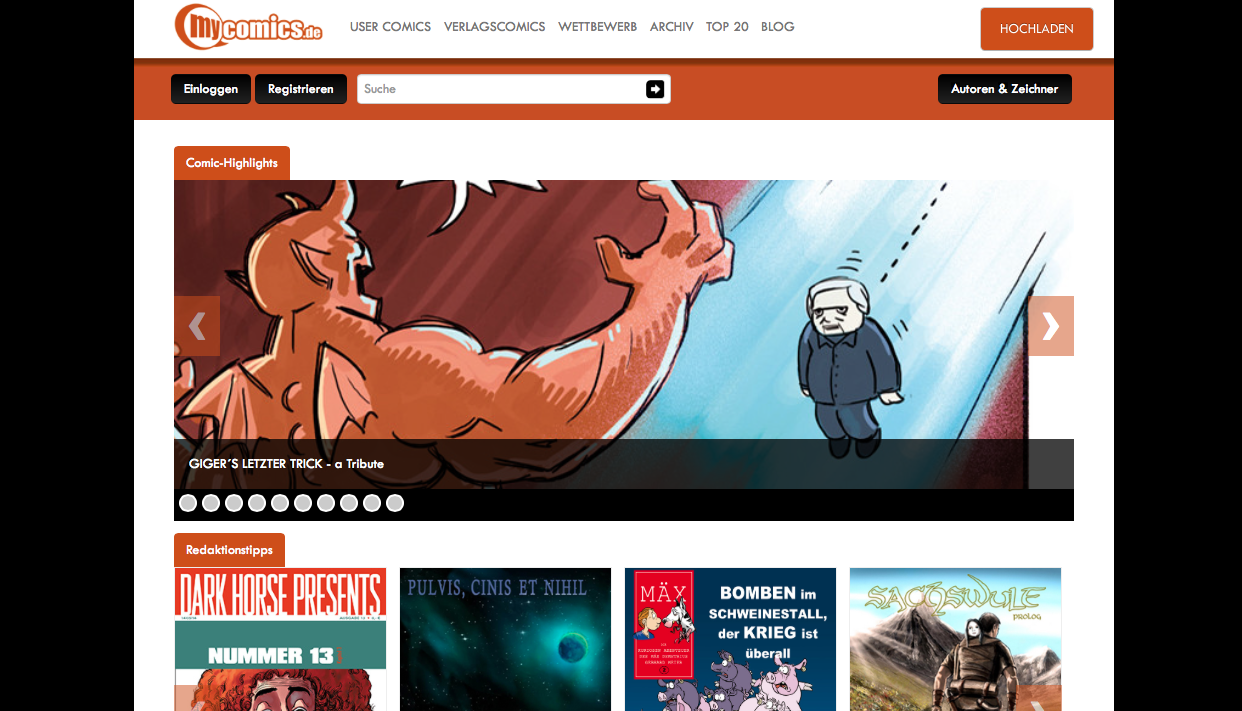 mycomics.de
USER COMICS VERLAGSCOMICS WETTBEWERB ARCHIV TOP 20 BLOG
HOCHLADEN
Einloggen Registrieren Suche Autoren & Zeichner
Comic-Highlights
GIGER´S LETZTER TRICK - a Tribute
Redaktionstipps
DARK HORSE PRESENTS
NUMMER 13
PULVIS, CINIS ET NIHIL
MÄX
BOMBEN im
SCHWEINESTALL,
der KRIEG ist
überall
SACHSWULE
PROLOG